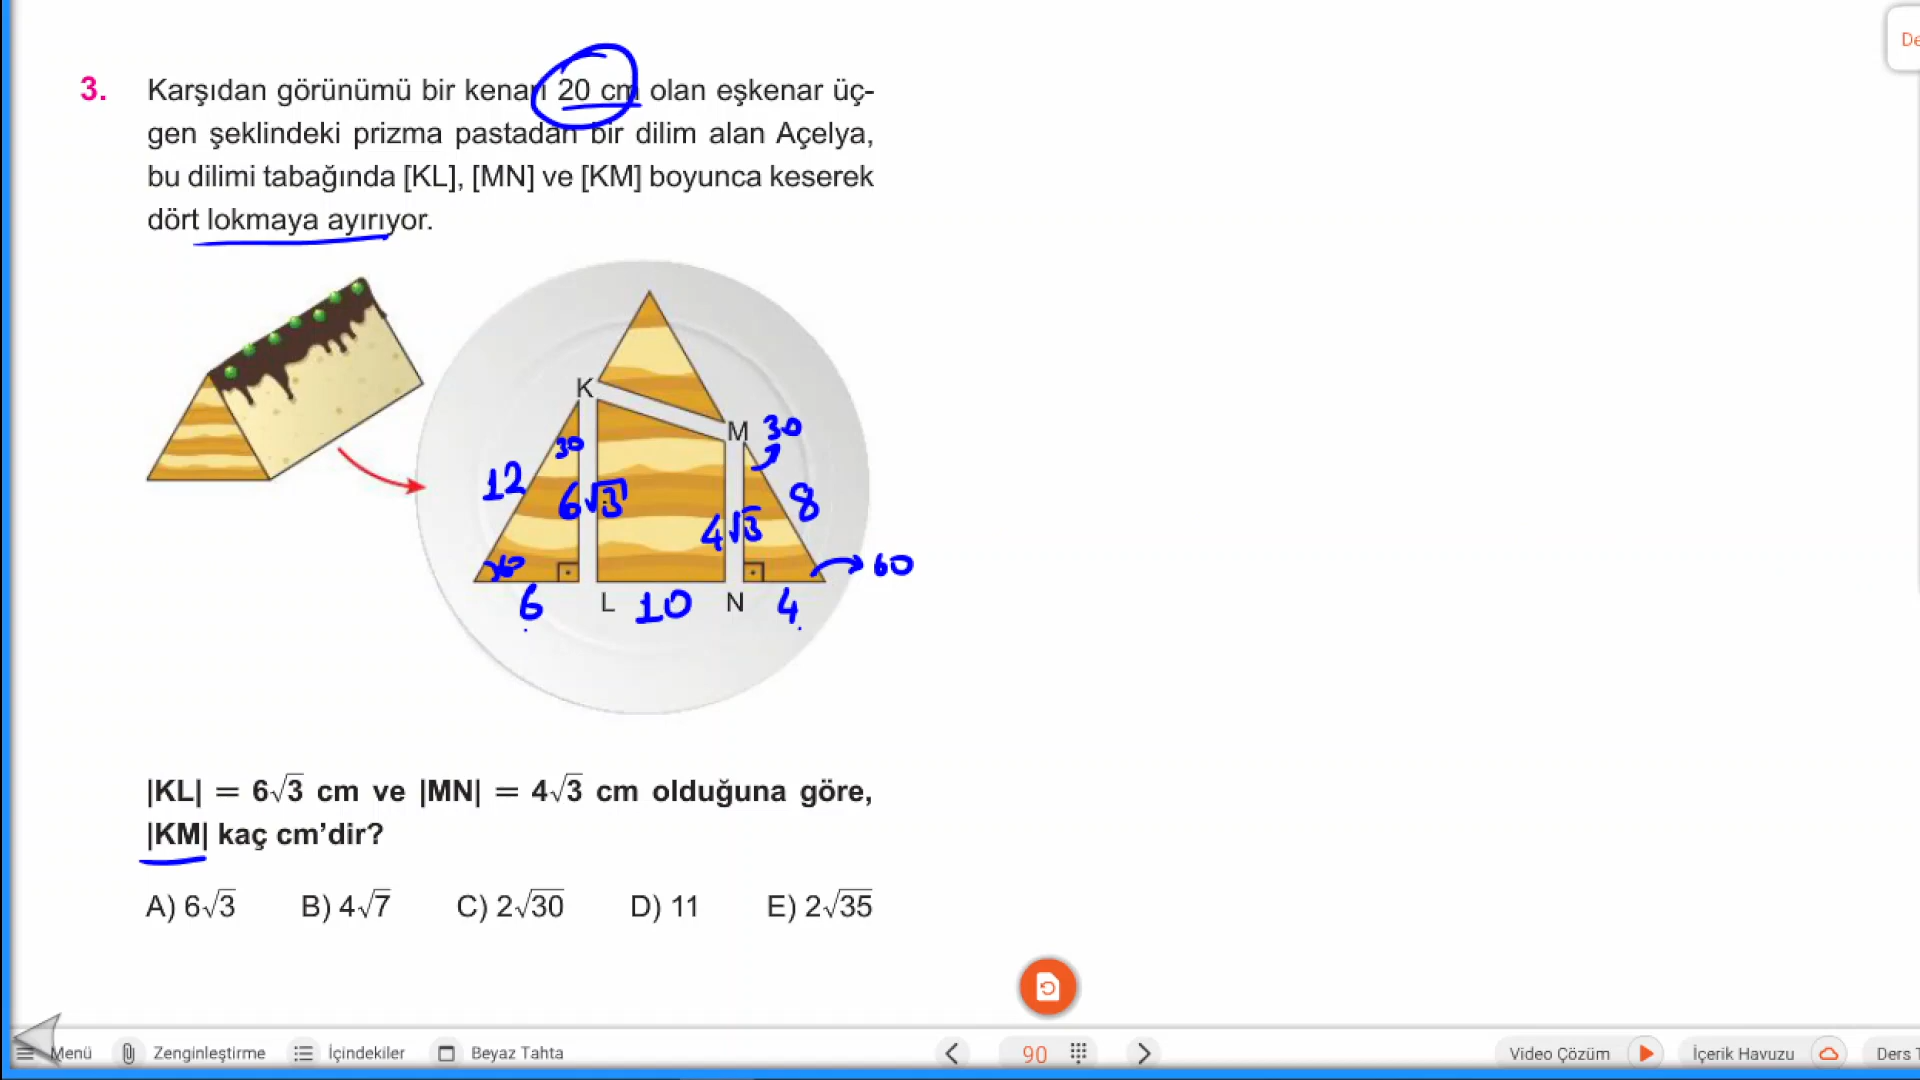 3. Karşıdan görünümü bir kenarı 20 cm olan eşkenar üç-
gen şeklindeki prizma pastadan bir dilim alan Açelya,
bu dilimi tabağında [KL], [MN] ve [KM] boyunca keserek
dört lokmaya ayırıyor.
K
M 30
30
12
6√3
8
4√3
60
60
L N
6 10 4
|KL| = 6√3 cm ve |MN| = 4√3 cm olduğuna göre,
|KM| kaç cm'dir?
A) 6√3 B) 4√7 C) 2√30 D) 11 E) 2√35
Menü Zenginleştirme İçindekiler Beyaz Tahta 90 Video Çözüm İçerik Havuzu Ders